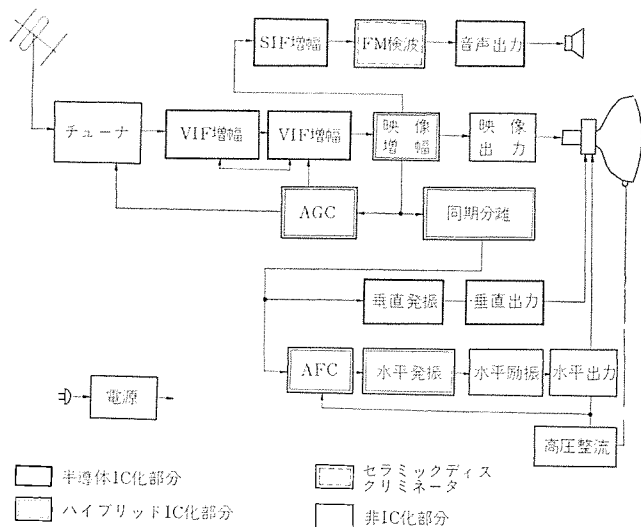 SIF増幅
FM検波
音声出力
チューナ
VIF増幅
VIF増幅
映像
増幅
映像
出力
AGC
同期分離
垂直発振
垂直出力
AFC
水平発振
水平励振
水平出力
電源
高圧整流
半導体IC化部分
セラミックディス
クリミネータ
ハイブリッドIC化部分
非IC化部分